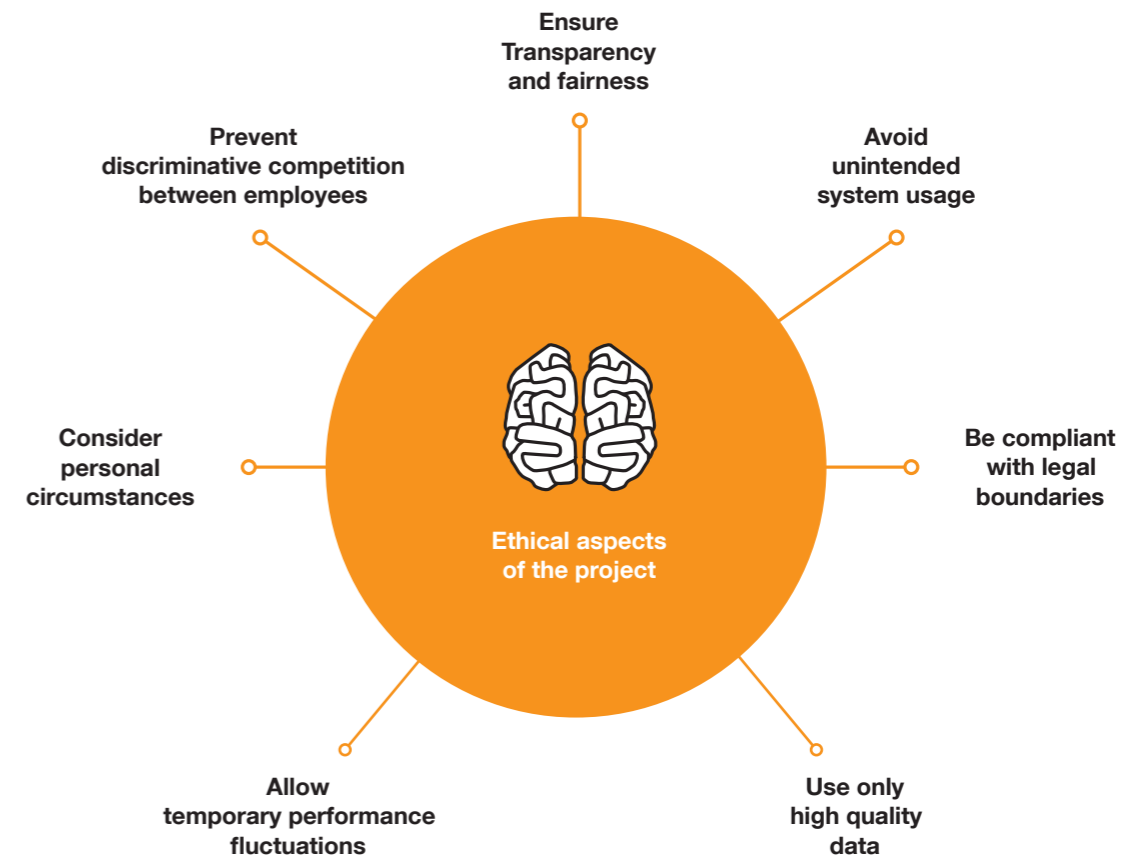 Ensure
Transparency
and fairness
Prevent
discriminative competition
between employees
Avoid
unintended
system usage
Consider
personal
circumstances
Be compliant
with legal
boundaries
Ethical aspects
of the project
Allow
temporary performance
fluctuations
Use only
high quality
data